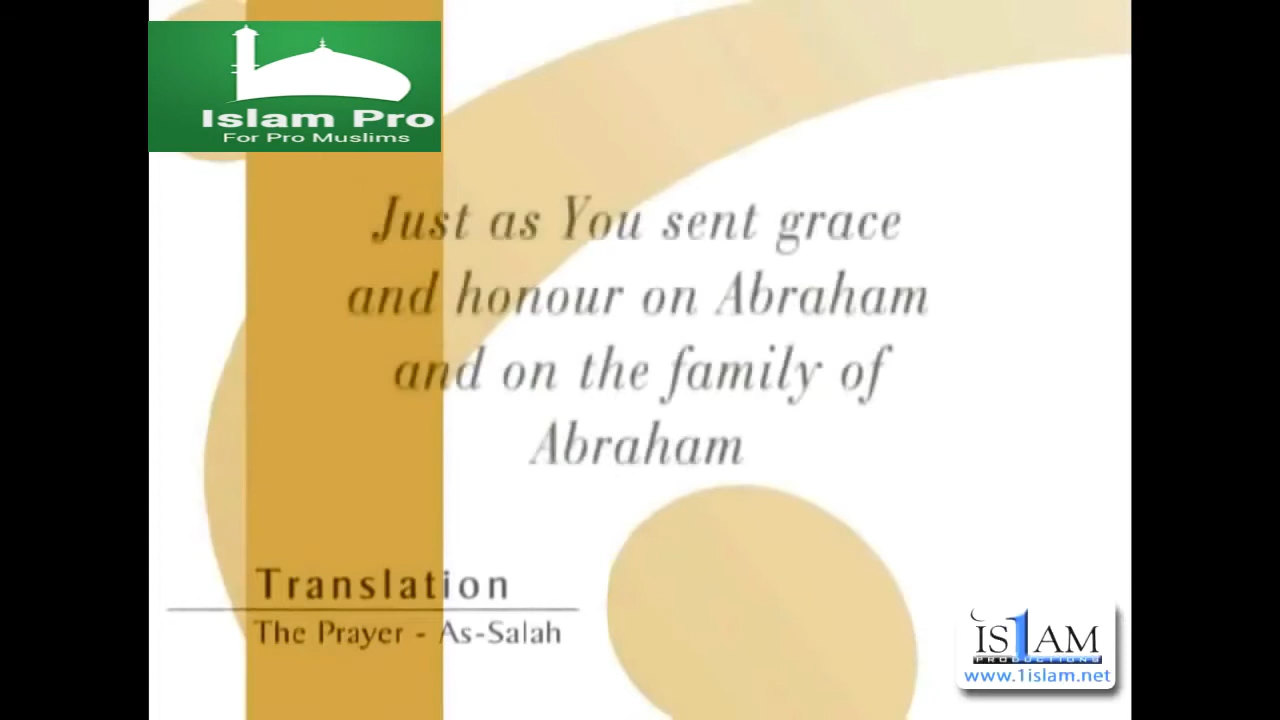 Islam Pro
For Pro Muslims
Just as You sent grace
and honour on Abraham
and on the family of
Abraham
Translation
The Prayer - As-Salah
IS1AM
PRODUCTIONS
www.1islam.net